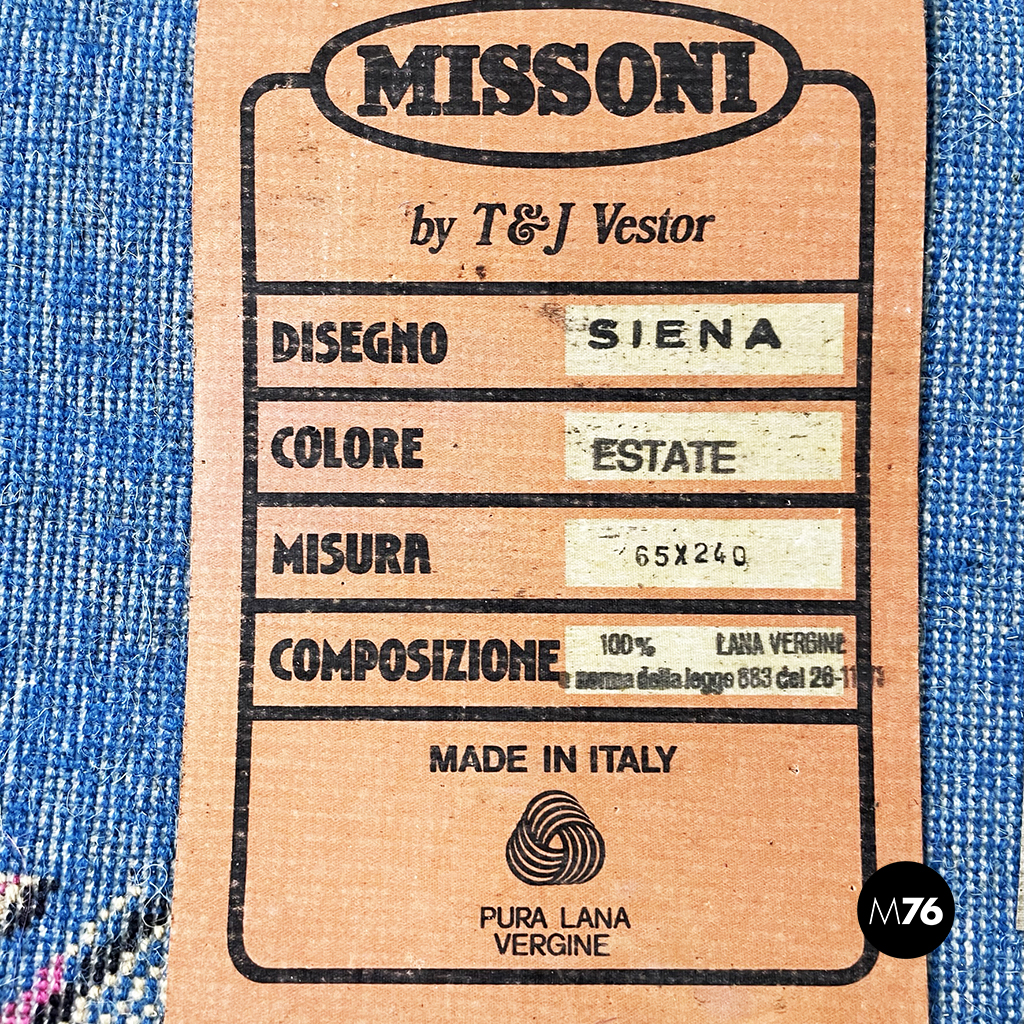 MISSONI
by T&J Vestor
DISEGNO SIENA
COLORE ESTATE
MISURA 65X240
COMPOSIZIONE 100% LANA VERGINE
norma della legge 883 del 26-11
MADE IN ITALY
PURA LANA
VERGINE
M76